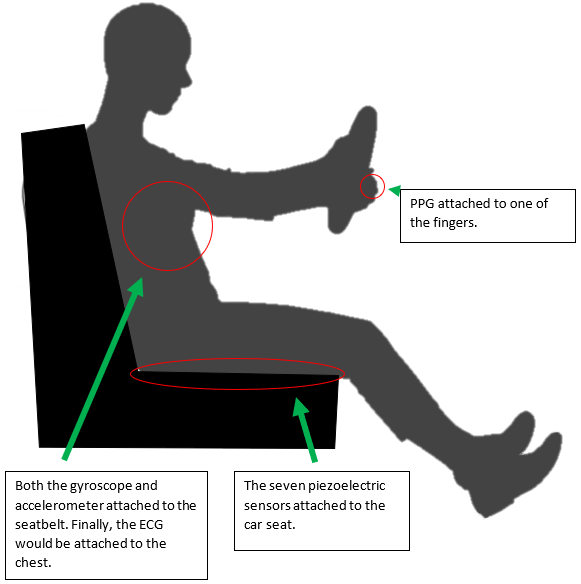 PPG attached to one of
the fingers.
Both the gyroscope and
accelerometer attached to the
seatbelt. Finally, the ECG
would be attached to the
chest.
The seven piezoelectric
sensors attached to the
car seat.